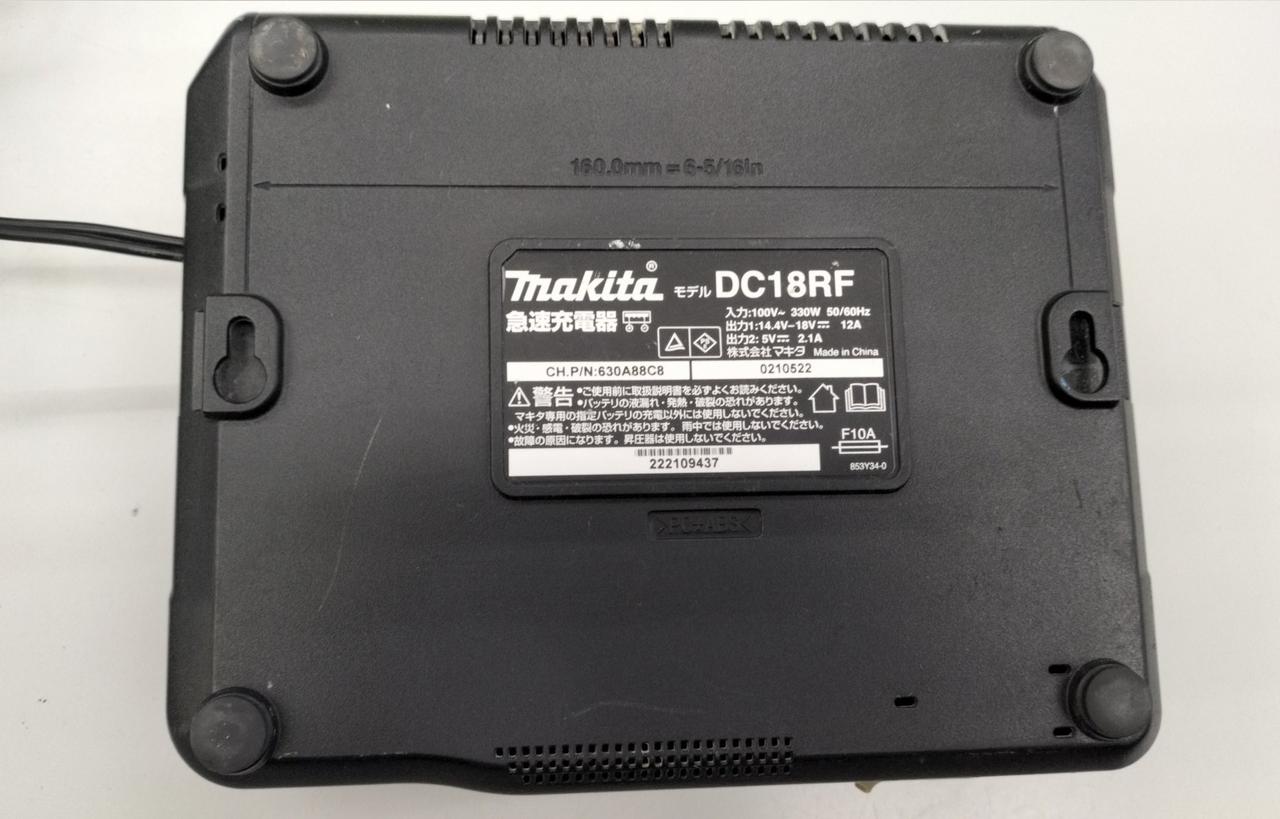 160.0mm = 6-5/16in
makita® モデル DC18RF
急速充電器
入力:100V~ 330W 50/60Hz
出力1:14.4V–18V⎓ 12A
出力2:5V⎓ 2.1A
株式会社マキタ Made in China
PS E
CH.P/N:630A88C8
0210522
警告 •ご使用前に取扱説明書を必ずよくお読みください。
•バッテリの液漏れ・発熱・破裂の恐れがあります。
マキタ専用の指定バッテリの充電以外には使用しないでください。
•火災・感電・破裂の恐れがあります。雨中では使用しないでください。
•故障の原因になります。昇圧器は使用しないでください。
F10A
222109437
853Y34-0
>PC+ABS<